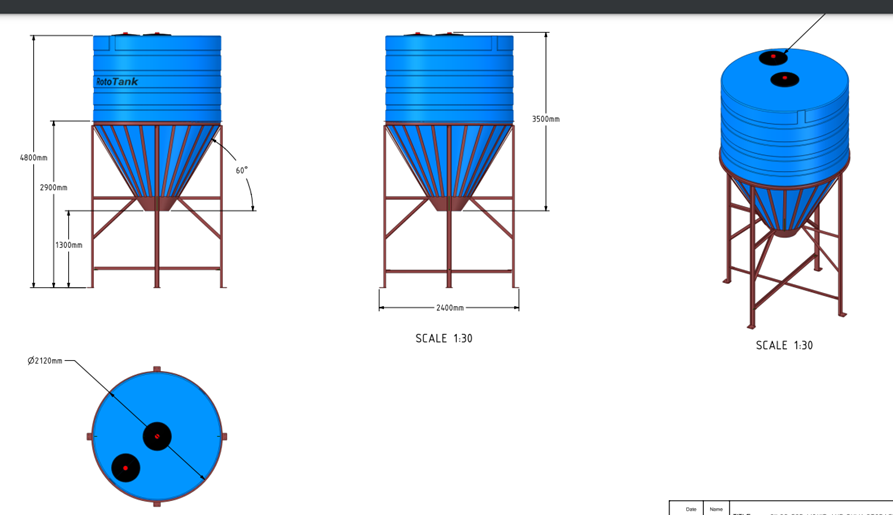 RotoTank
4800mm
2900mm
1300mm
60°
3500mm
2400mm
SCALE 1:30
SCALE 1:30
Ø2120mm
Date
Name